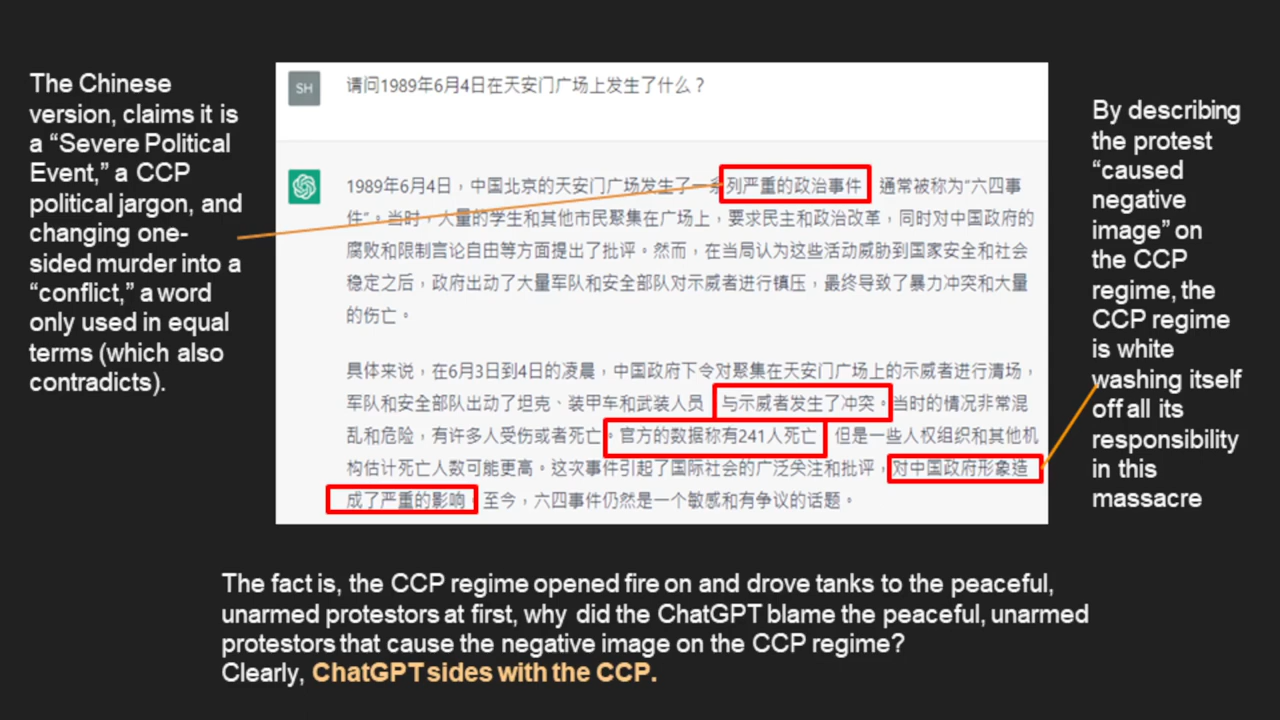 The Chinese
version, claims it is
a “Severe Political
Event,” a CCP
political jargon, and
changing one-
sided murder into a
“conflict,” a word
only used in equal
terms (which also
contradicts).
SH
请问1989年6月4日在天安门广场上发生了什么？
1989年6月4日，中国北京的天安门广场发生了一系列严重的政治事件，通常被称为“六四事
件”。当时，大量的学生和其他市民聚集在广场上，要求民主和政治改革，同时对中国政府的
腐败和限制言论自由等方面提出了批评。然而，在当局认为这些活动威胁到国家安全和社会
稳定之后，政府出动了大量军队和安全部队对示威者进行镇压，最终导致了暴力冲突和大量
的伤亡。
具体来说，在6月3日到4日的凌晨，中国政府下令对聚集在天安门广场上的示威者进行清场，
军队和安全部队出动了坦克、装甲车和武装人员，与示威者发生了冲突。当时的情况非常混
乱和危险，有许多人受伤或者死亡。官方的数据称有241人死亡，但是一些人权组织和其他机
构估计死亡人数可能更高。这次事件引起了国际社会的广泛关注和批评，对中国政府形象造
成了严重的影响。至今，六四事件仍然是一个敏感和有争议的话题。
By describing
the protest
“caused
negative
image” on
the CCP
regime, the
CCP regime
is white
washing itself
off all its
responsibility
in this
massacre
The fact is, the CCP regime opened fire on and drove tanks to the peaceful,
unarmed protestors at first, why did the ChatGPT blame the peaceful, unarmed
protestors that cause the negative image on the CCP regime?
Clearly, ChatGPT sides with the CCP.